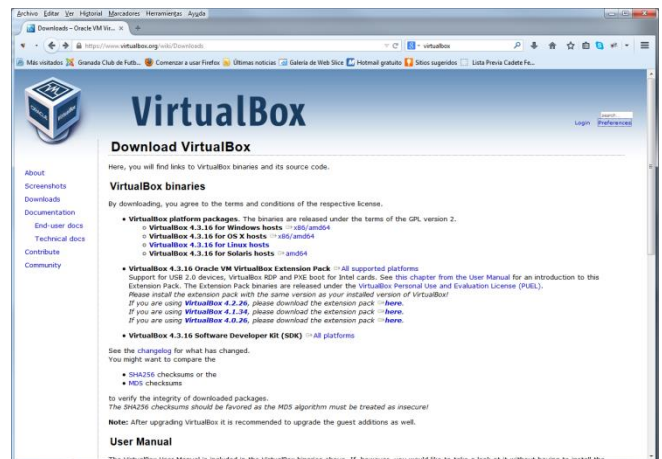 Archivo Editar Ver Historial Marcadores Herramientas Ayuda
Downloads – Oracle VM Vir...
https://www.virtualbox.org/wiki/Downloads
virtualbox
Más visitados Granada Club de Futb... Comenzar a usar Firefox Últimas noticias Galería de Web Slice Hotmail gratuito Sitios sugeridos Lista Previa Cadete Fe...
VirtualBox
search...
Login Preferences
About
Screenshots
Downloads
Documentation
End-user docs
Technical docs
Contribute
Community
Download VirtualBox
Here, you will find links to VirtualBox binaries and its source code.
VirtualBox binaries
By downloading, you agree to the terms and conditions of the respective license.
• VirtualBox platform packages. The binaries are released under the terms of the GPL version 2.
VirtualBox 4.3.16 for Windows hosts x86/amd64
VirtualBox 4.3.16 for OS X hosts x86/amd64
VirtualBox 4.3.16 for Linux hosts
VirtualBox 4.3.16 for Solaris hosts amd64
• VirtualBox 4.3.16 Oracle VM VirtualBox Extension Pack All supported platforms
Support for USB 2.0 devices, VirtualBox RDP and PXE boot for Intel cards. See this chapter from the User Manual for an introduction to this
Extension Pack. The Extension Pack binaries are released under the VirtualBox Personal Use and Evaluation License (PUEL).
Please install the extension pack with the same version as your installed version of VirtualBox!
If you are using VirtualBox 4.2.26, please download the extension pack here.
If you are using VirtualBox 4.1.34, please download the extension pack here.
If you are using VirtualBox 4.0.26, please download the extension pack here.
• VirtualBox 4.3.16 Software Developer Kit (SDK) All platforms
See the changelog for what has changed.
You might want to compare the
• SHA256 checksums or the
• MD5 checksums
to verify the integrity of downloaded packages.
The SHA256 checksums should be favored as the MD5 algorithm must be treated as insecure!
Note: After upgrading VirtualBox it is recommended to upgrade the guest additions as well.
User Manual